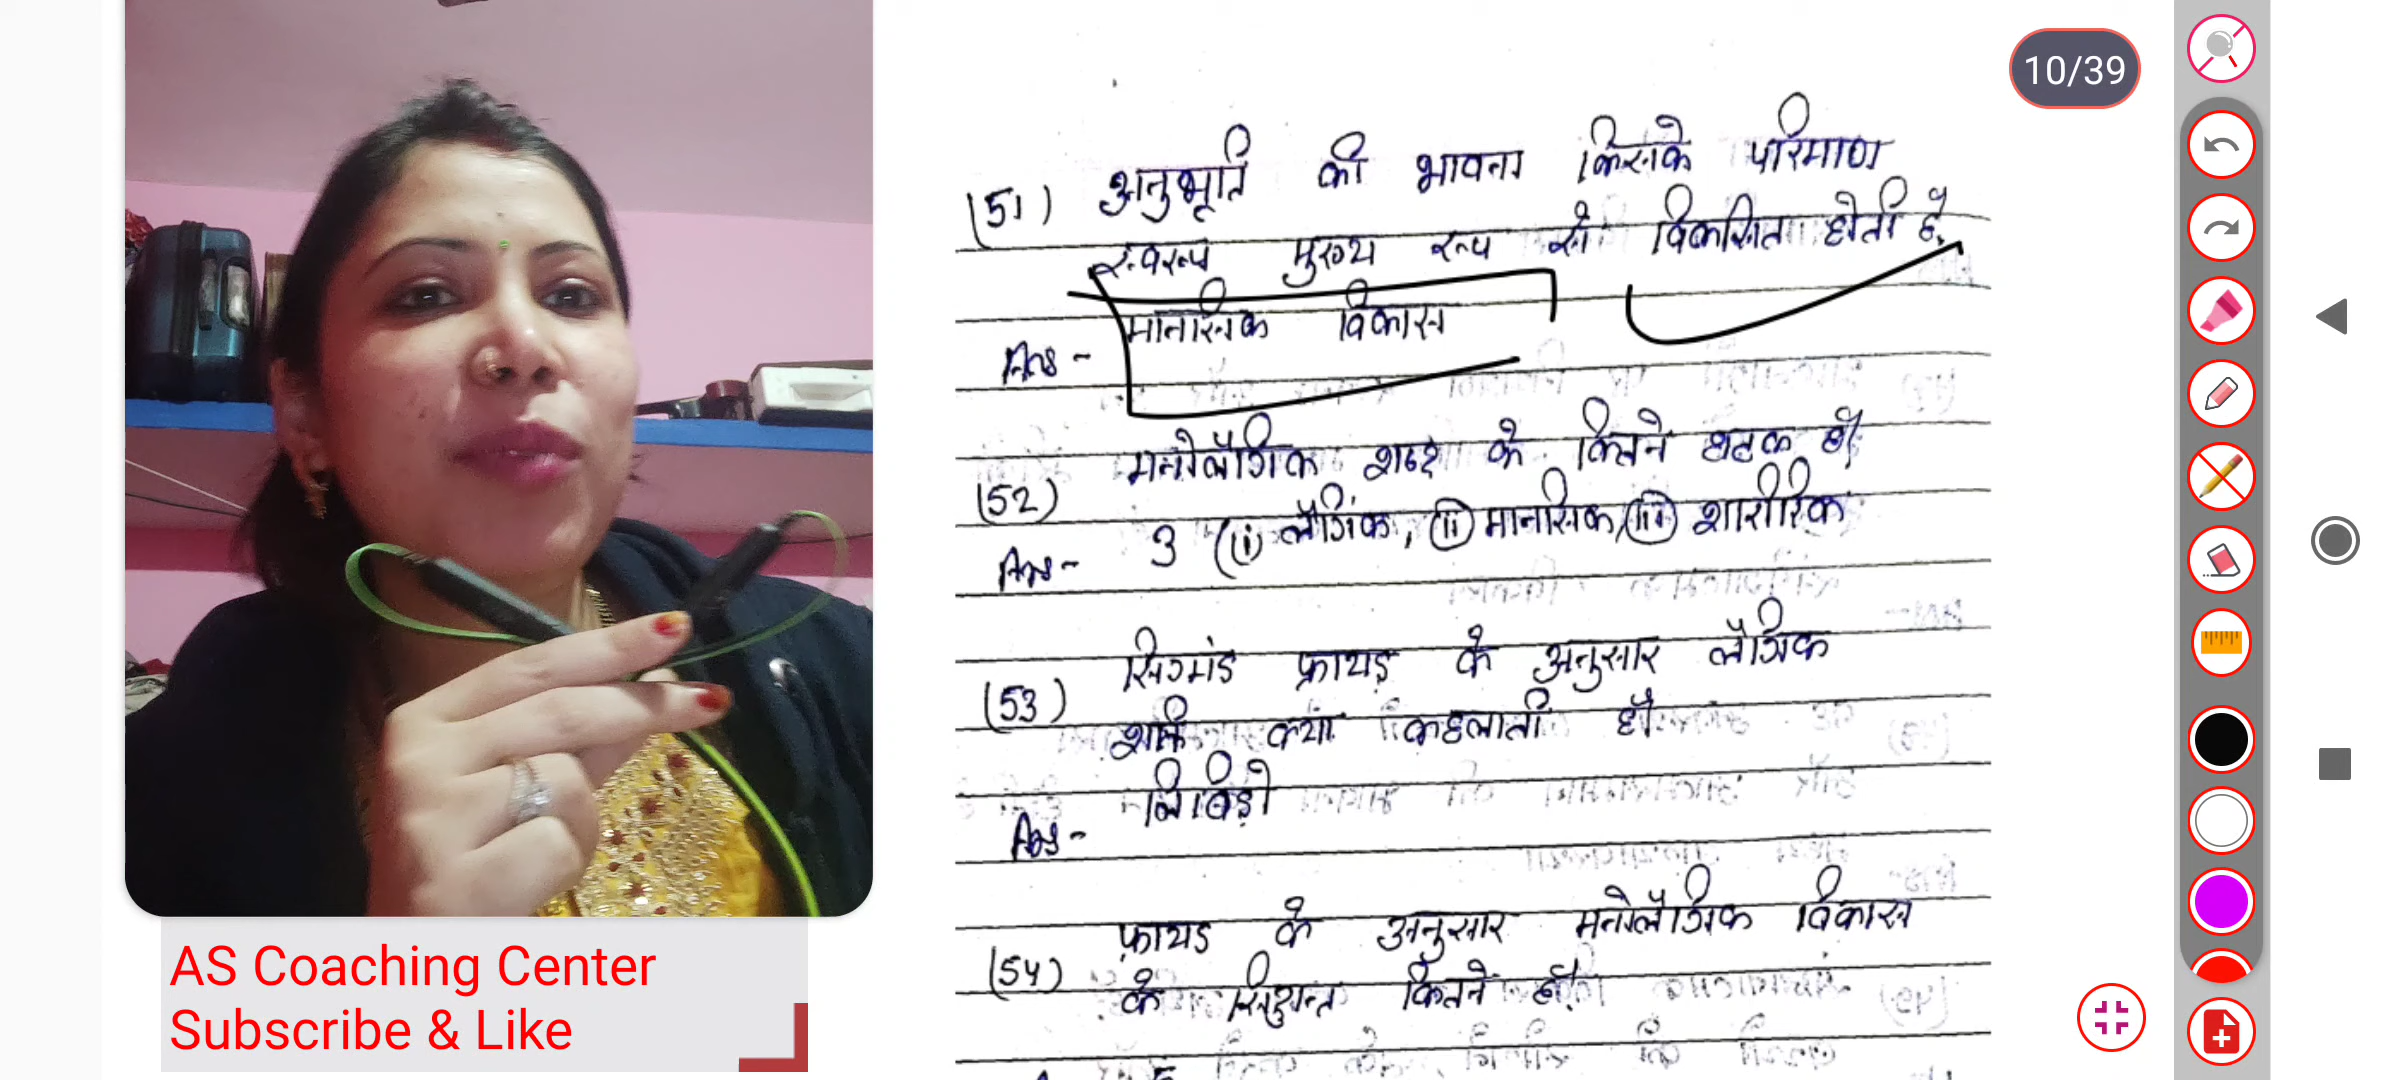 10/39
(51) अनुभूति की भावना किसके परिमाण
स्वरूप मुख्य रूप से विकसित होती है,
Ans - मानसिक विकास
(52) मनोलैंगिक शब्द के कितने घटक हैं,
Ans - 3 (i) लैंगिक, (ii) मानसिक, (iii) शारीरिक
(53) सिग्मंड फ्रायड़ के अनुसार लैंगिक
शक्ति क्या कहलाती है।
Ans - लिबिड़ो
(54) फ्रायड के अनुसार मनोलैंगिक विकास
के सिद्धान्त कितने हैं।
AS Coaching Center
Subscribe & Like